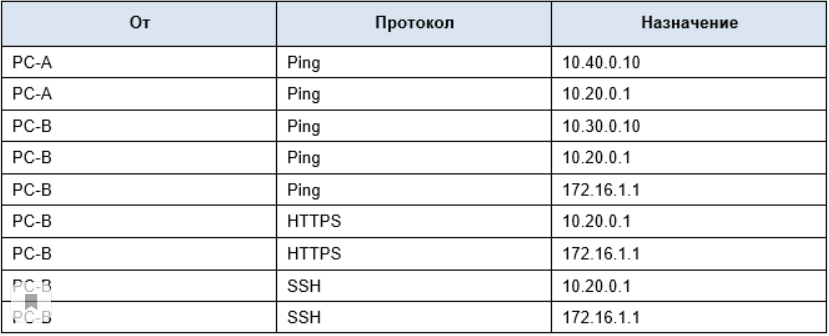 От Протокол Назначение
PC-A Ping 10.40.0.10
PC-A Ping 10.20.0.1
PC-B Ping 10.30.0.10
PC-B Ping 10.20.0.1
PC-B Ping 172.16.1.1
PC-B HTTPS 10.20.0.1
PC-B HTTPS 172.16.1.1
PC-B SSH 10.20.0.1
PC-B SSH 172.16.1.1